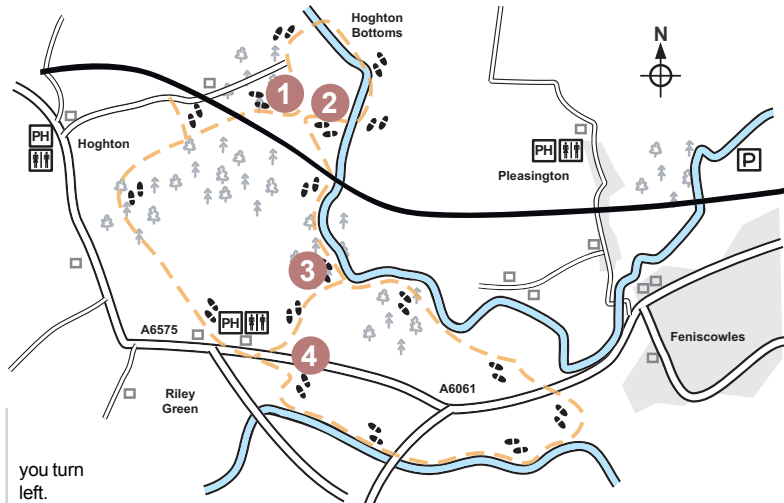 Hoghton
Bottoms
N
1
2
PH
Hoghton
PH
Pleasington
P
3
PH
A6575
4
Feniscowles
A6061
Riley
Green
you turn
left.